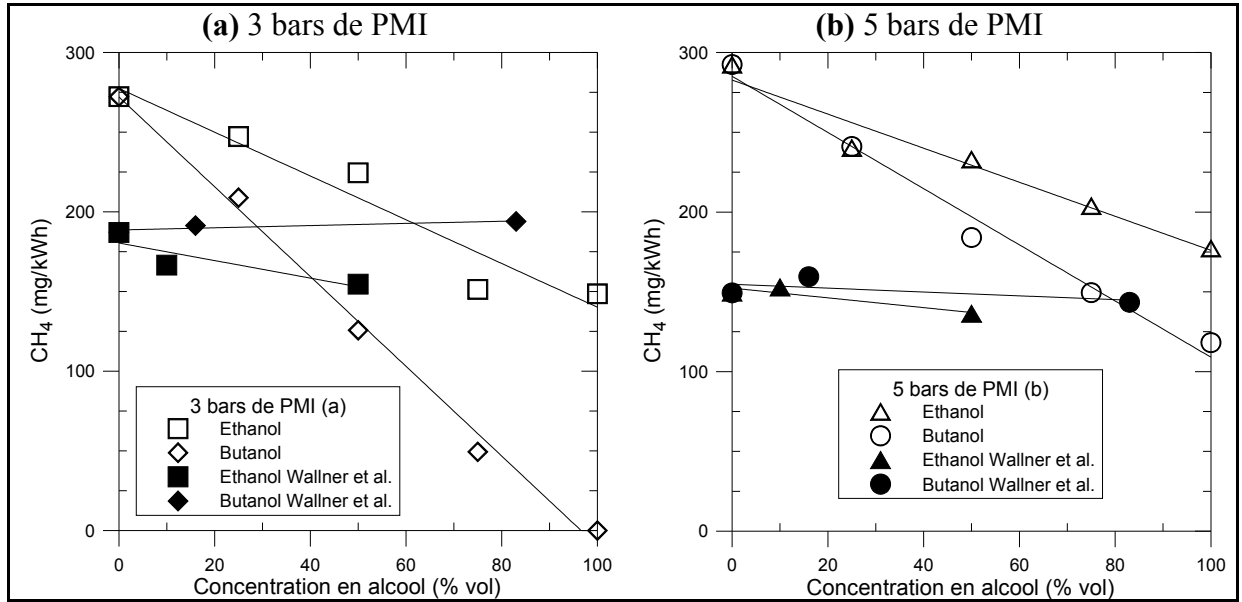 (a) 3 bars de PMI
300
200
100
0
CH4 (mg/kWh)
3 bars de PMI (a)
Ethanol
Butanol
Ethanol Wallner et al.
Butanol Wallner et al.
0 20 40 60 80 100
Concentration en alcool (% vol)
(b) 5 bars de PMI
300
200
100
0
CH4 (mg/kWh)
5 bars de PMI (b)
Ethanol
Butanol
Ethanol Wallner et al.
Butanol Wallner et al.
0 20 40 60 80 100
Concentration en alcool (% vol)